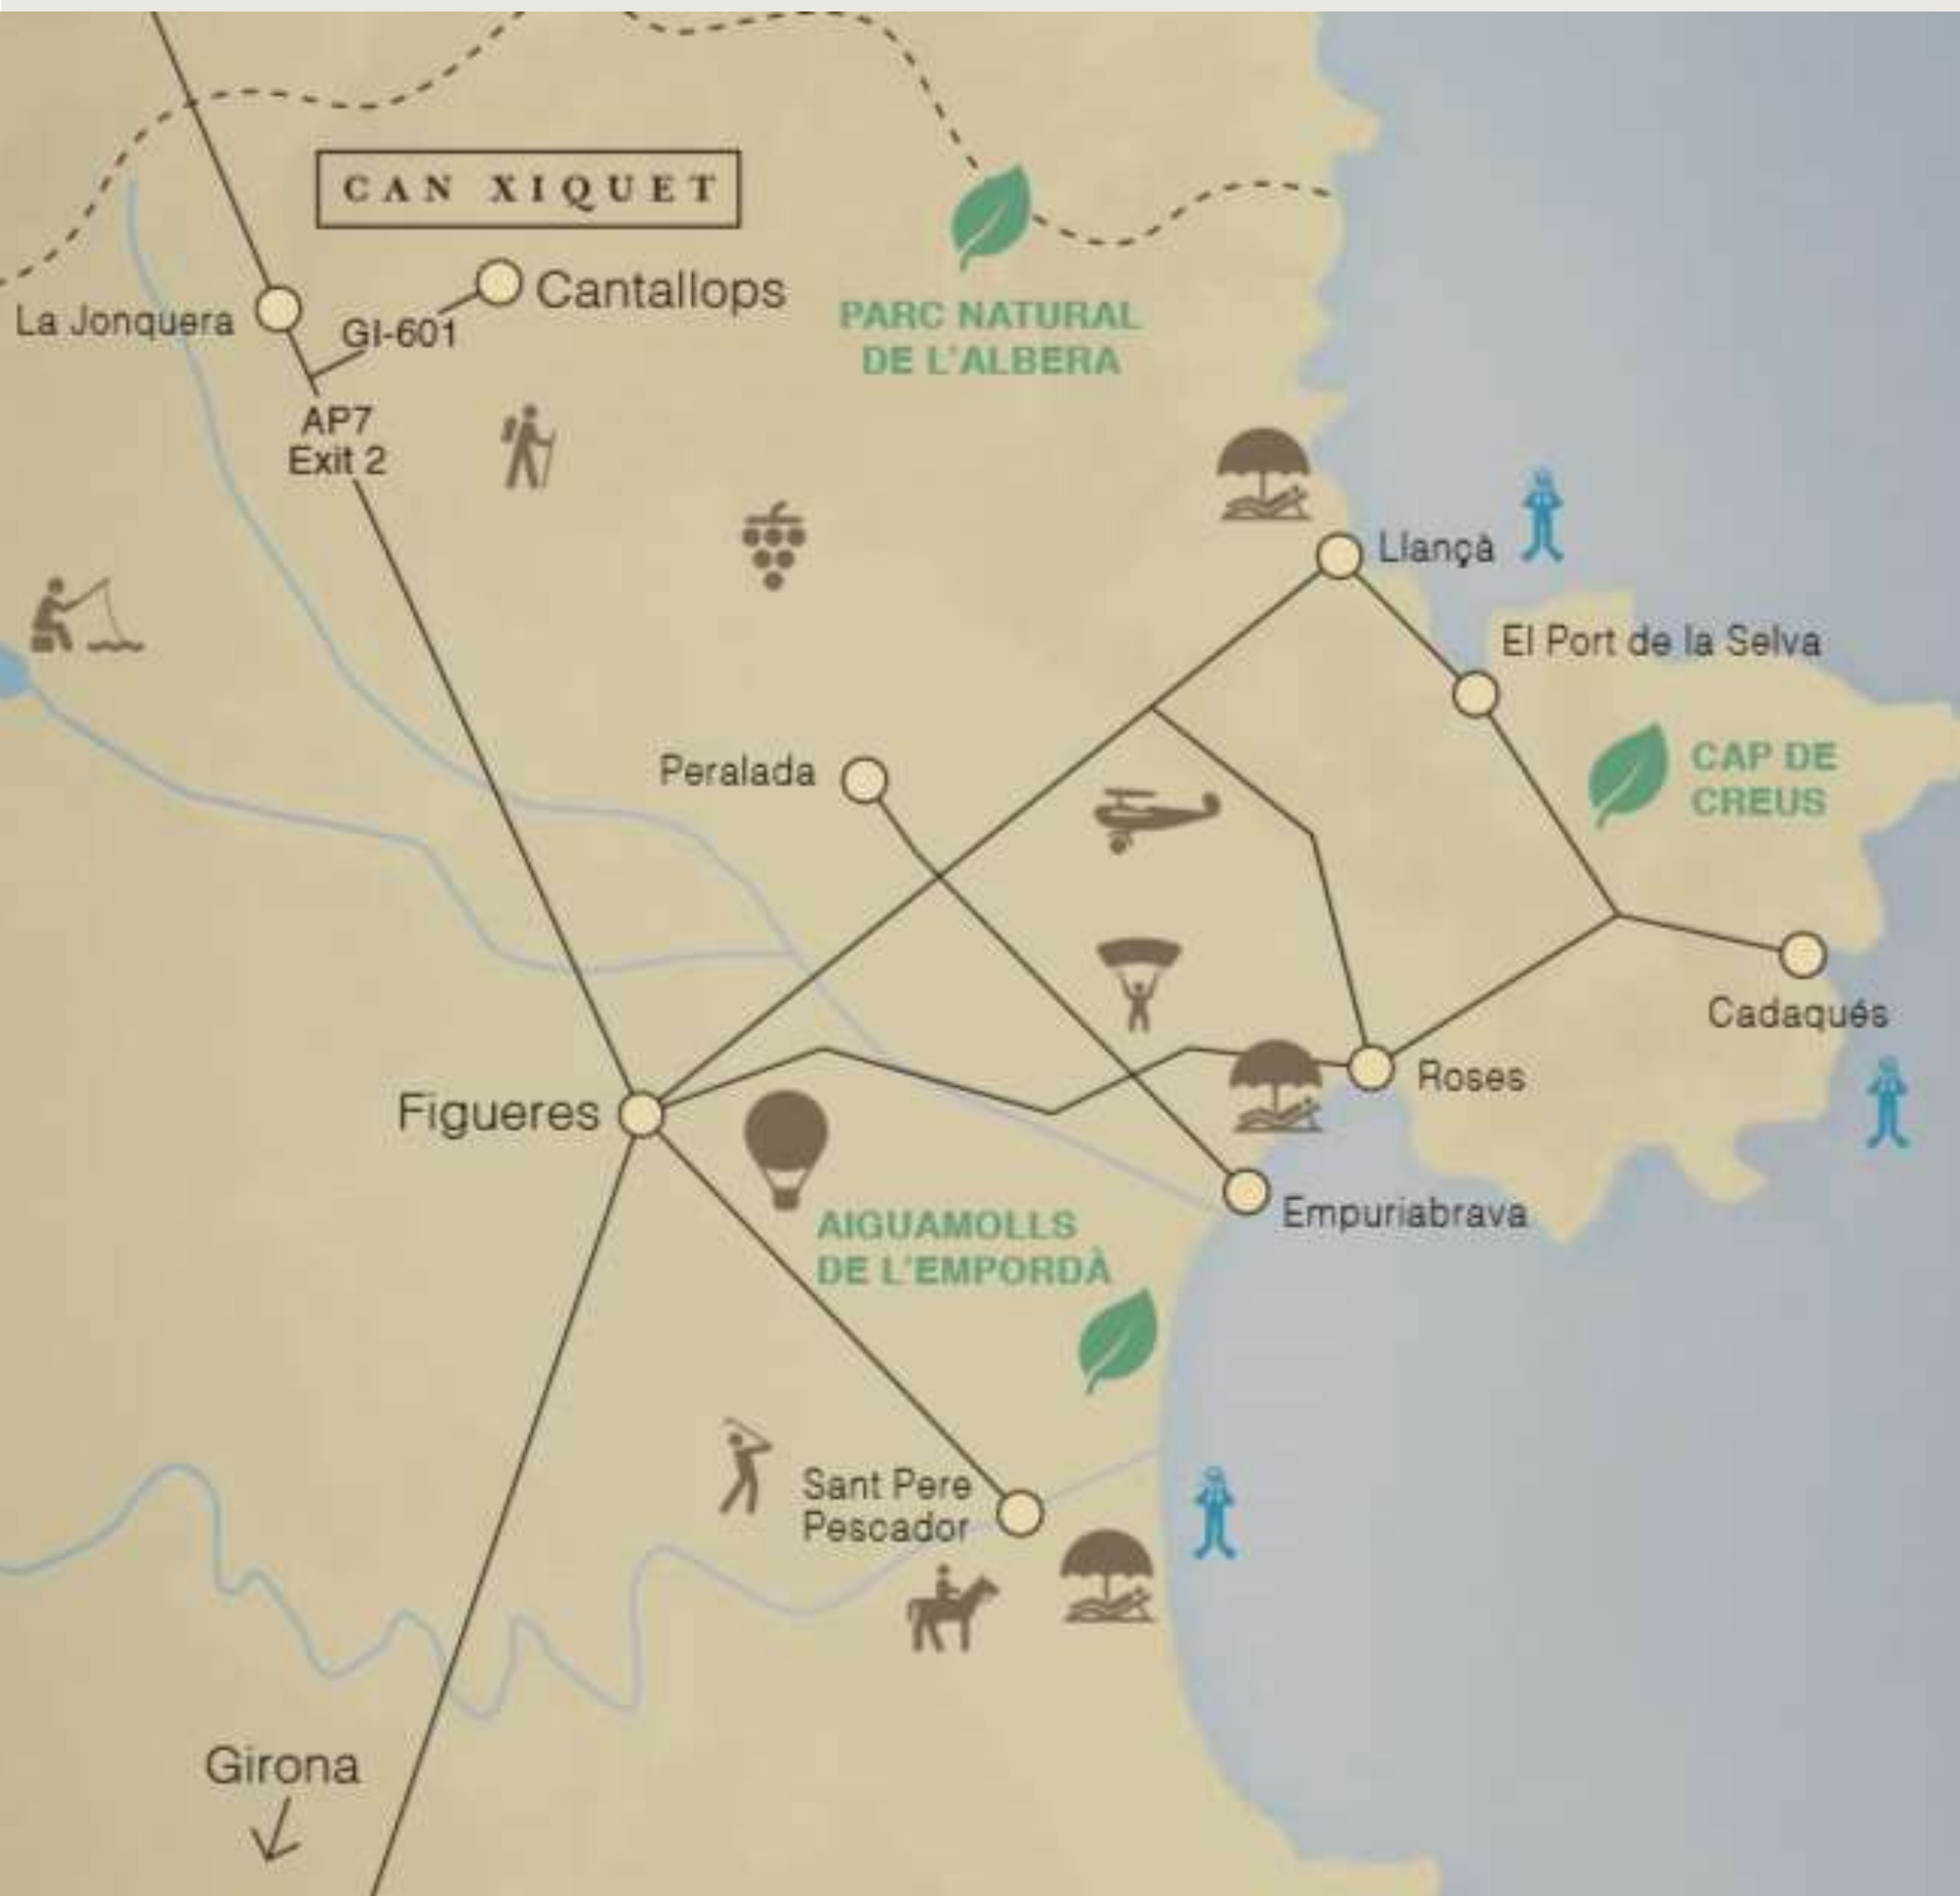 CAN XIQUET
Cantallops
La Jonquera
GI-601
PARC NATURAL
DE L'ALBERA
AP7
Exit 2
Llançà
El Port de la Selva
Peralada
CAP DE
CREUS
Cadaqués
Roses
Figueres
Empuriabrava
AIGUAMOLLS
DE L'EMPORDÀ
Sant Pere
Pescador
Girona